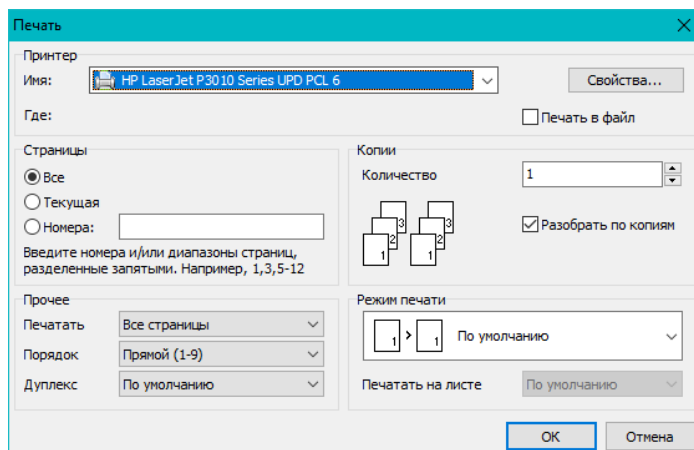 Печать
Принтер
Имя: HP LaserJet P3010 Series UPD PCL 6 Свойства...
Где: Печать в файл
Страницы
Все
Текущая
Номера:
Введите номера и/или диапазоны страниц,
разделенные запятыми. Например, 1,3,5-12
Копии
Количество 1
3 3
2 2
1 1
Разобрать по копиям
Прочее
Печатать Все страницы
Порядок Прямой (1-9)
Дуплекс По умолчанию
Режим печати
1 > 1 По умолчанию
Печатать на листе По умолчанию
OK Отмена